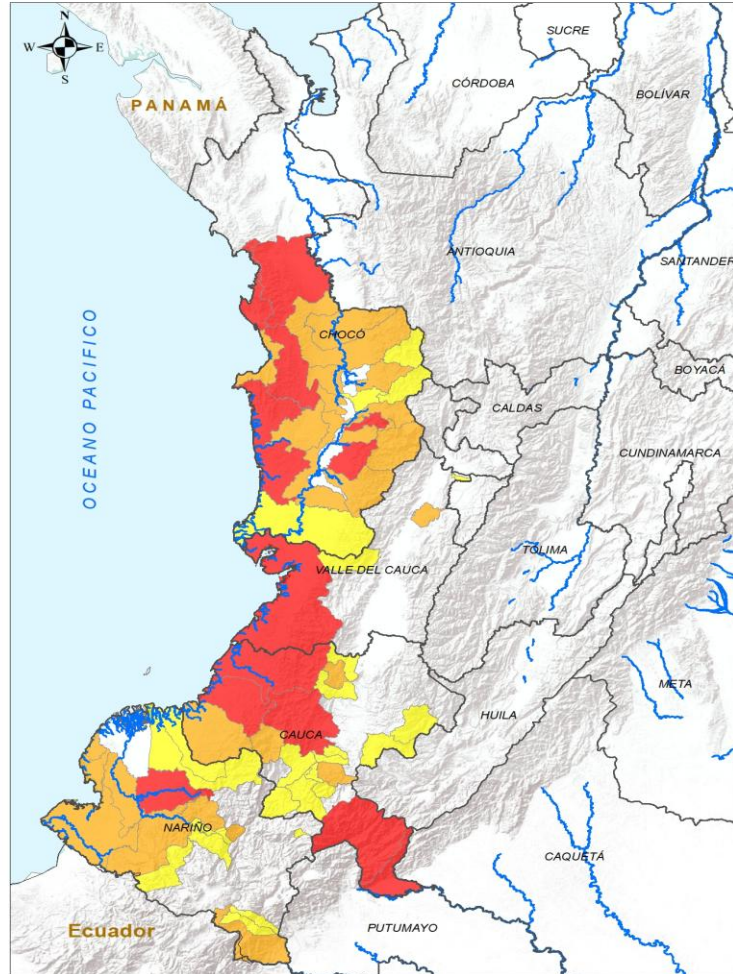 N
W E
S
SUCRE
CÓRDOBA
BOLÍVAR
PANAMÁ
ANTIOQUIA
SANTANDER
OCEANO PACIFICO
CHOCÓ
BOYACÁ
CALDAS
CUNDINAMARCA
TOLIMA
VALLE DEL CAUCA
META
HUILA
CAUCA
NARIÑO
CAQUETÁ
PUTUMAYO
Ecuador